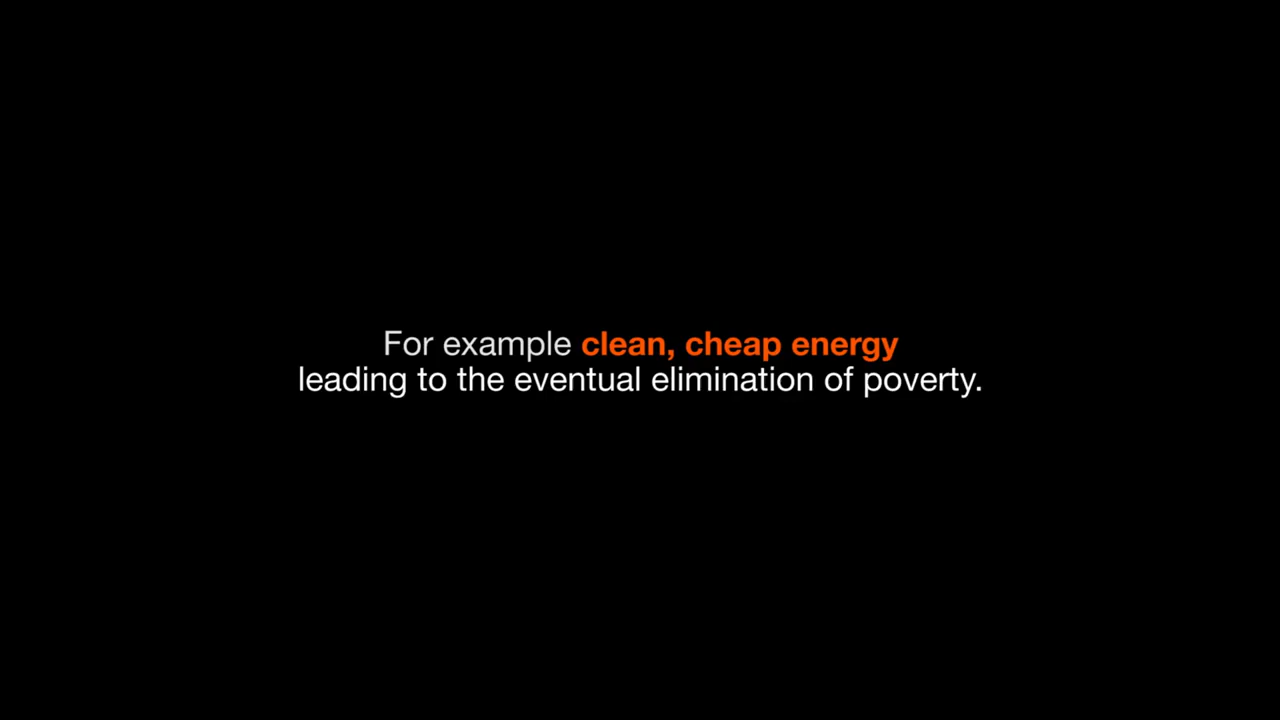 For example clean, cheap energy
leading to the eventual elimination of poverty.